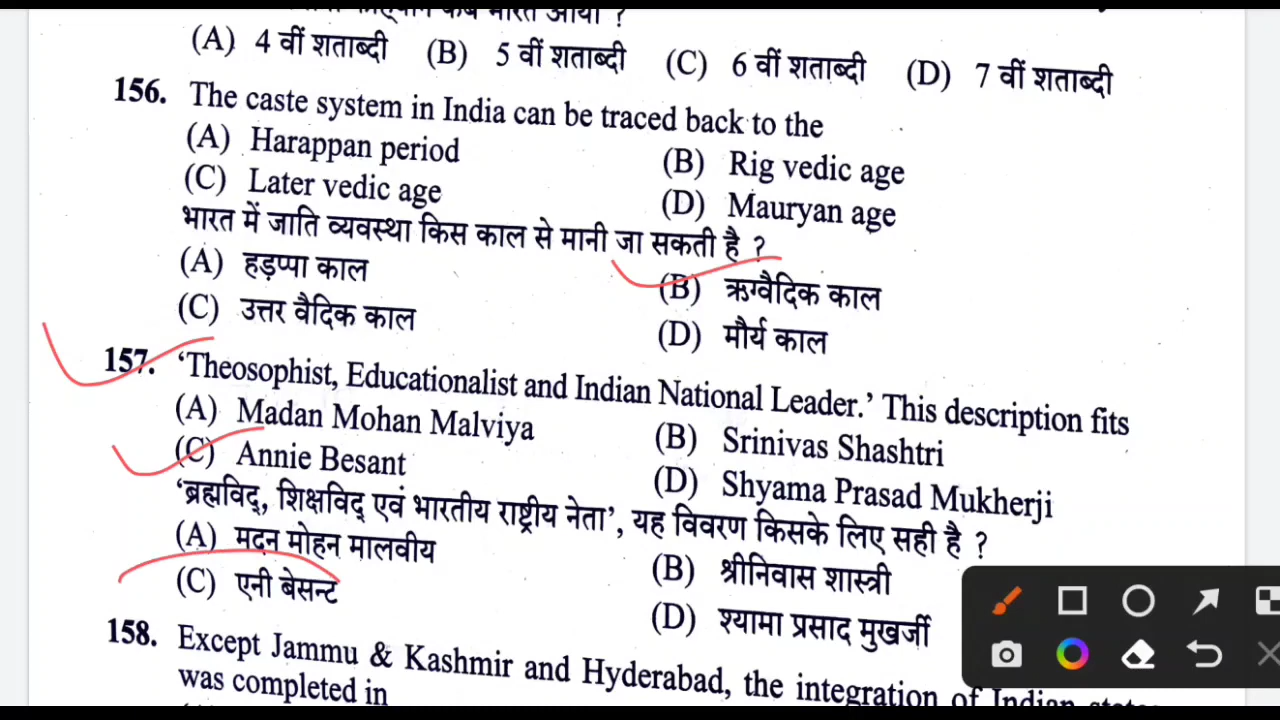 भारत आया ?
(A) 4 वीं शताब्दी (B) 5 वीं शताब्दी (C) 6 वीं शताब्दी (D) 7 वीं शताब्दी
156. The caste system in India can be traced back to the
(A) Harappan period (B) Rig vedic age
(C) Later vedic age (D) Mauryan age
भारत में जाति व्यवस्था किस काल से मानी जा सकती है ?
(A) हड़प्पा काल (B) ऋग्वैदिक काल
(C) उत्तर वैदिक काल (D) मौर्य काल
157. 'Theosophist, Educationalist and Indian National Leader.' This description fits
(A) Madan Mohan Malviya (B) Srinivas Shashtri
(C) Annie Besant (D) Shyama Prasad Mukherji
'ब्रह्मविद्, शिक्षविद् एवं भारतीय राष्ट्रीय नेता', यह विवरण किसके लिए सही है ?
(A) मदन मोहन मालवीय (B) श्रीनिवास शास्त्री
(C) एनी बेसन्ट (D) श्यामा प्रसाद मुखर्जी
158. Except Jammu & Kashmir and Hyderabad, the integration of Indian
was completed in